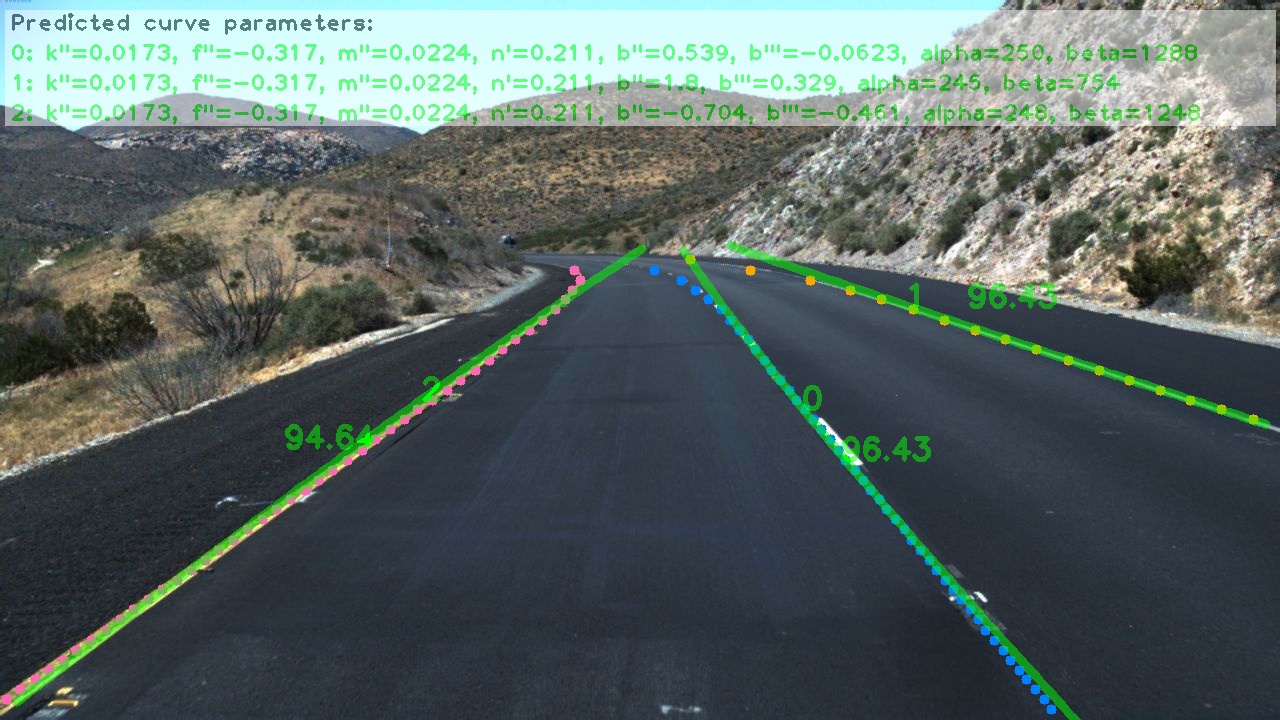 Predicted curve parameters:
0: k''=0.0173, f''=-0.317, m''=0.0224, n'=0.211, b''=0.539, b'''=-0.0623, alpha=250, beta=1288
1: k''=0.0173, f''=-0.317, m''=0.0224, n'=0.211, b''=1.8, b'''=0.329, alpha=245, beta=754
2: k''=0.0173, f''=-0.317, m''=0.0224, n'=0.211, b''=-0.704, b'''=-0.461, alpha=248, beta=1248
1 96.43
2
0
94.64
96.43